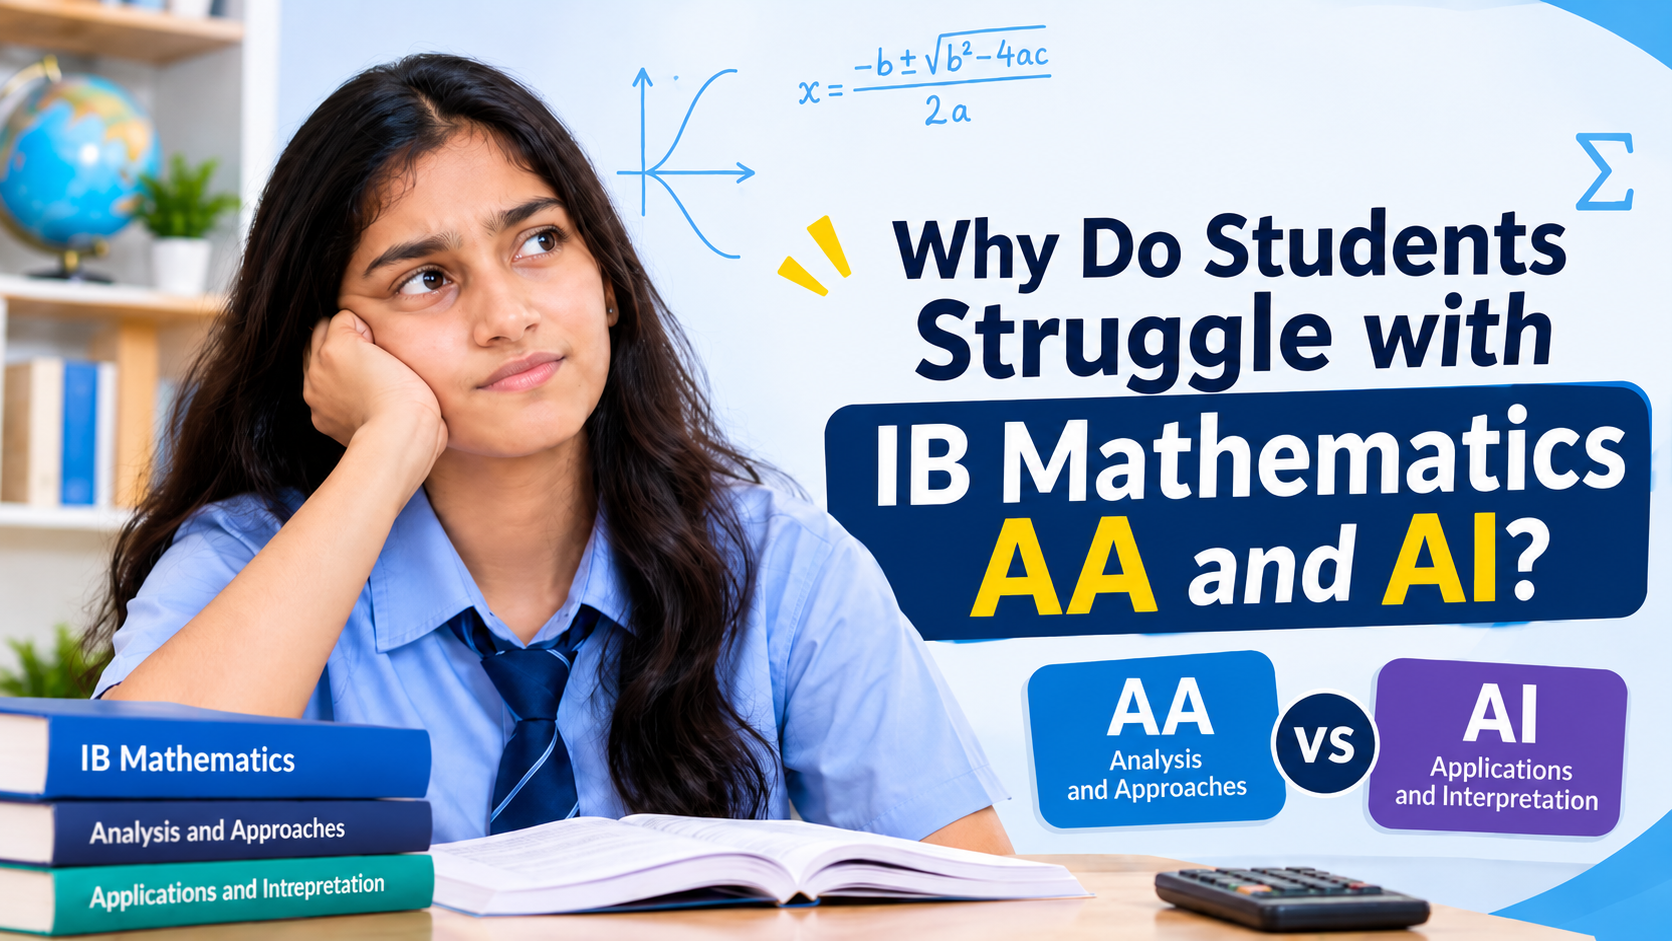 x = -b ± √b² - 4ac / 2a
Σ
Why Do Students
Struggle with
IB Mathematics
AA and AI?
AA
Analysis
and Approaches
VS
AI
Applications
and Interpretation
IB Mathematics
Analysis and Approaches
Applications and Intrepretation